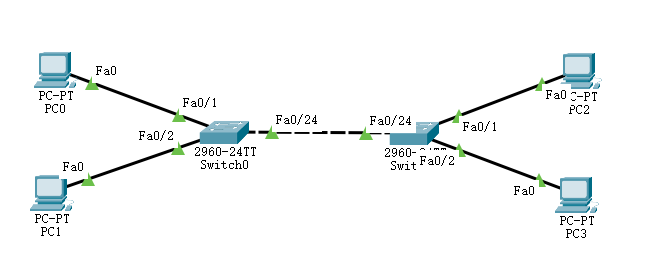 Fa0
PC-PT
PC0
Fa0/1
Fa0/2
Fa0
PC-PT
PC1
2960-24TT
Switch0
Fa0/24
Fa0/24
Fa0/1
Fa0/2
Fa0
PC2
Fa0
PC-PT
PC3